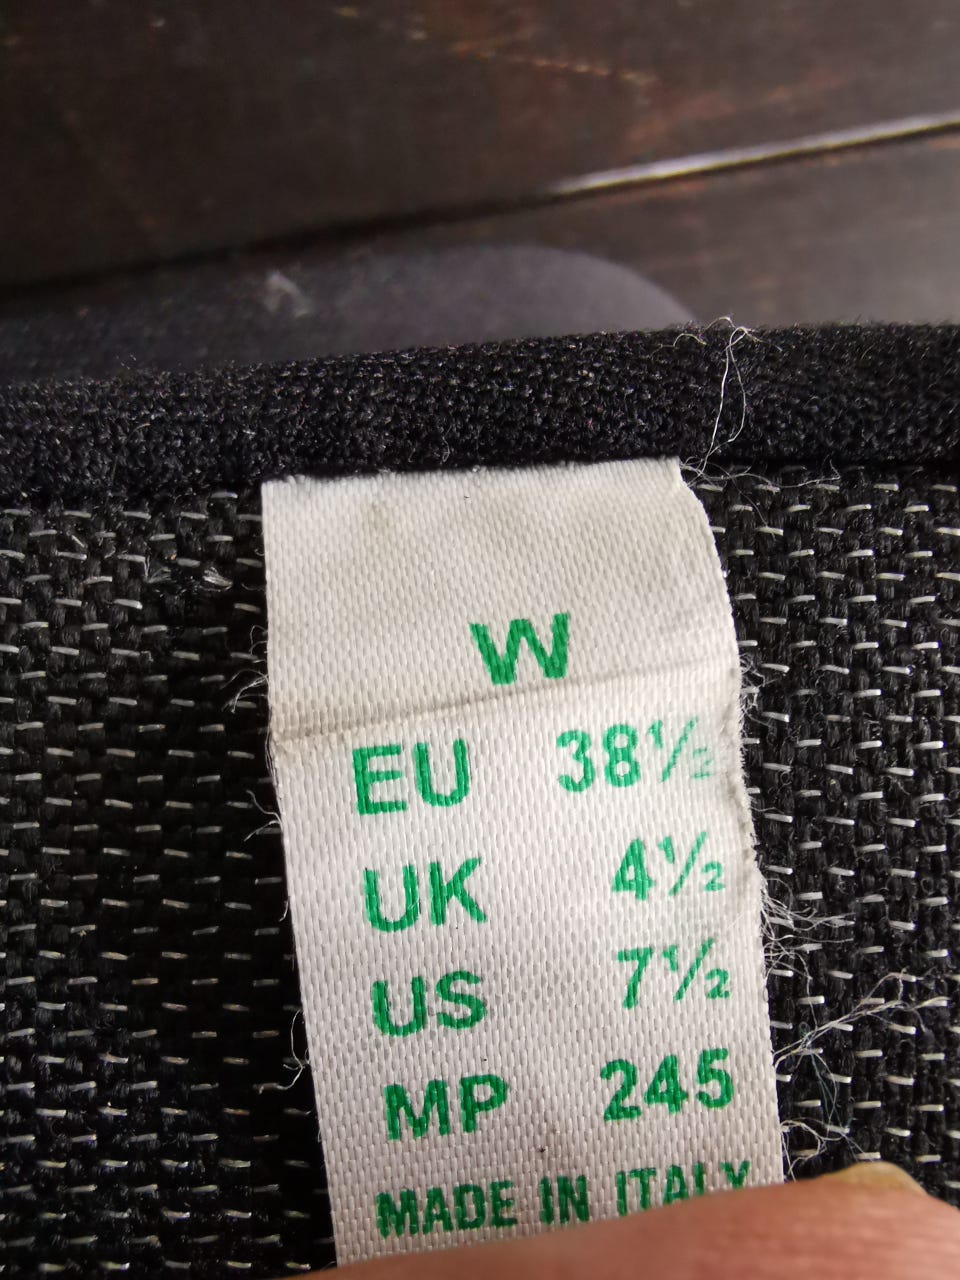 W
EU 38½
UK 4½
US 7½
MP 245
MADE IN ITALY